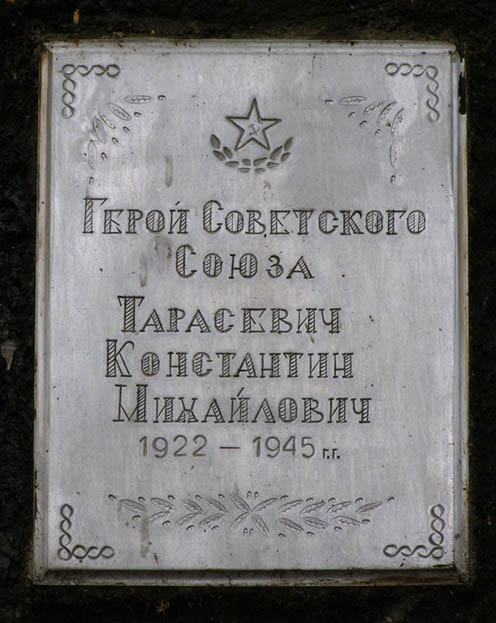 Герой Советского
Союза
Тарасевич
Константин
Михайлович
1922 – 1945 г.г.